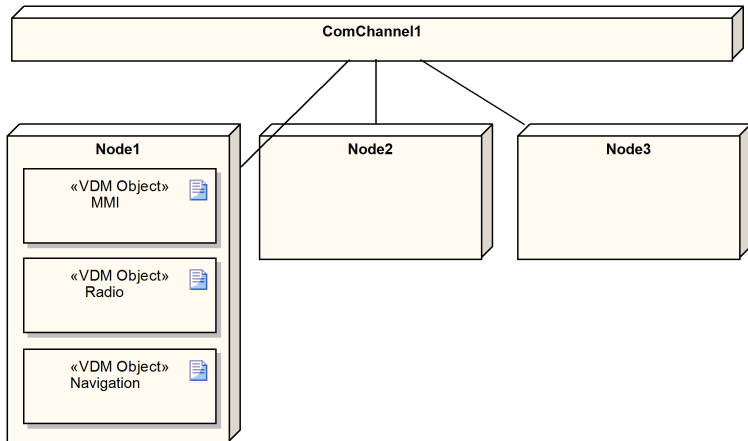 ComChannel1
Node1
Node2
Node3
«VDM Object»
MMI
«VDM Object»
Radio
«VDM Object»
Navigation